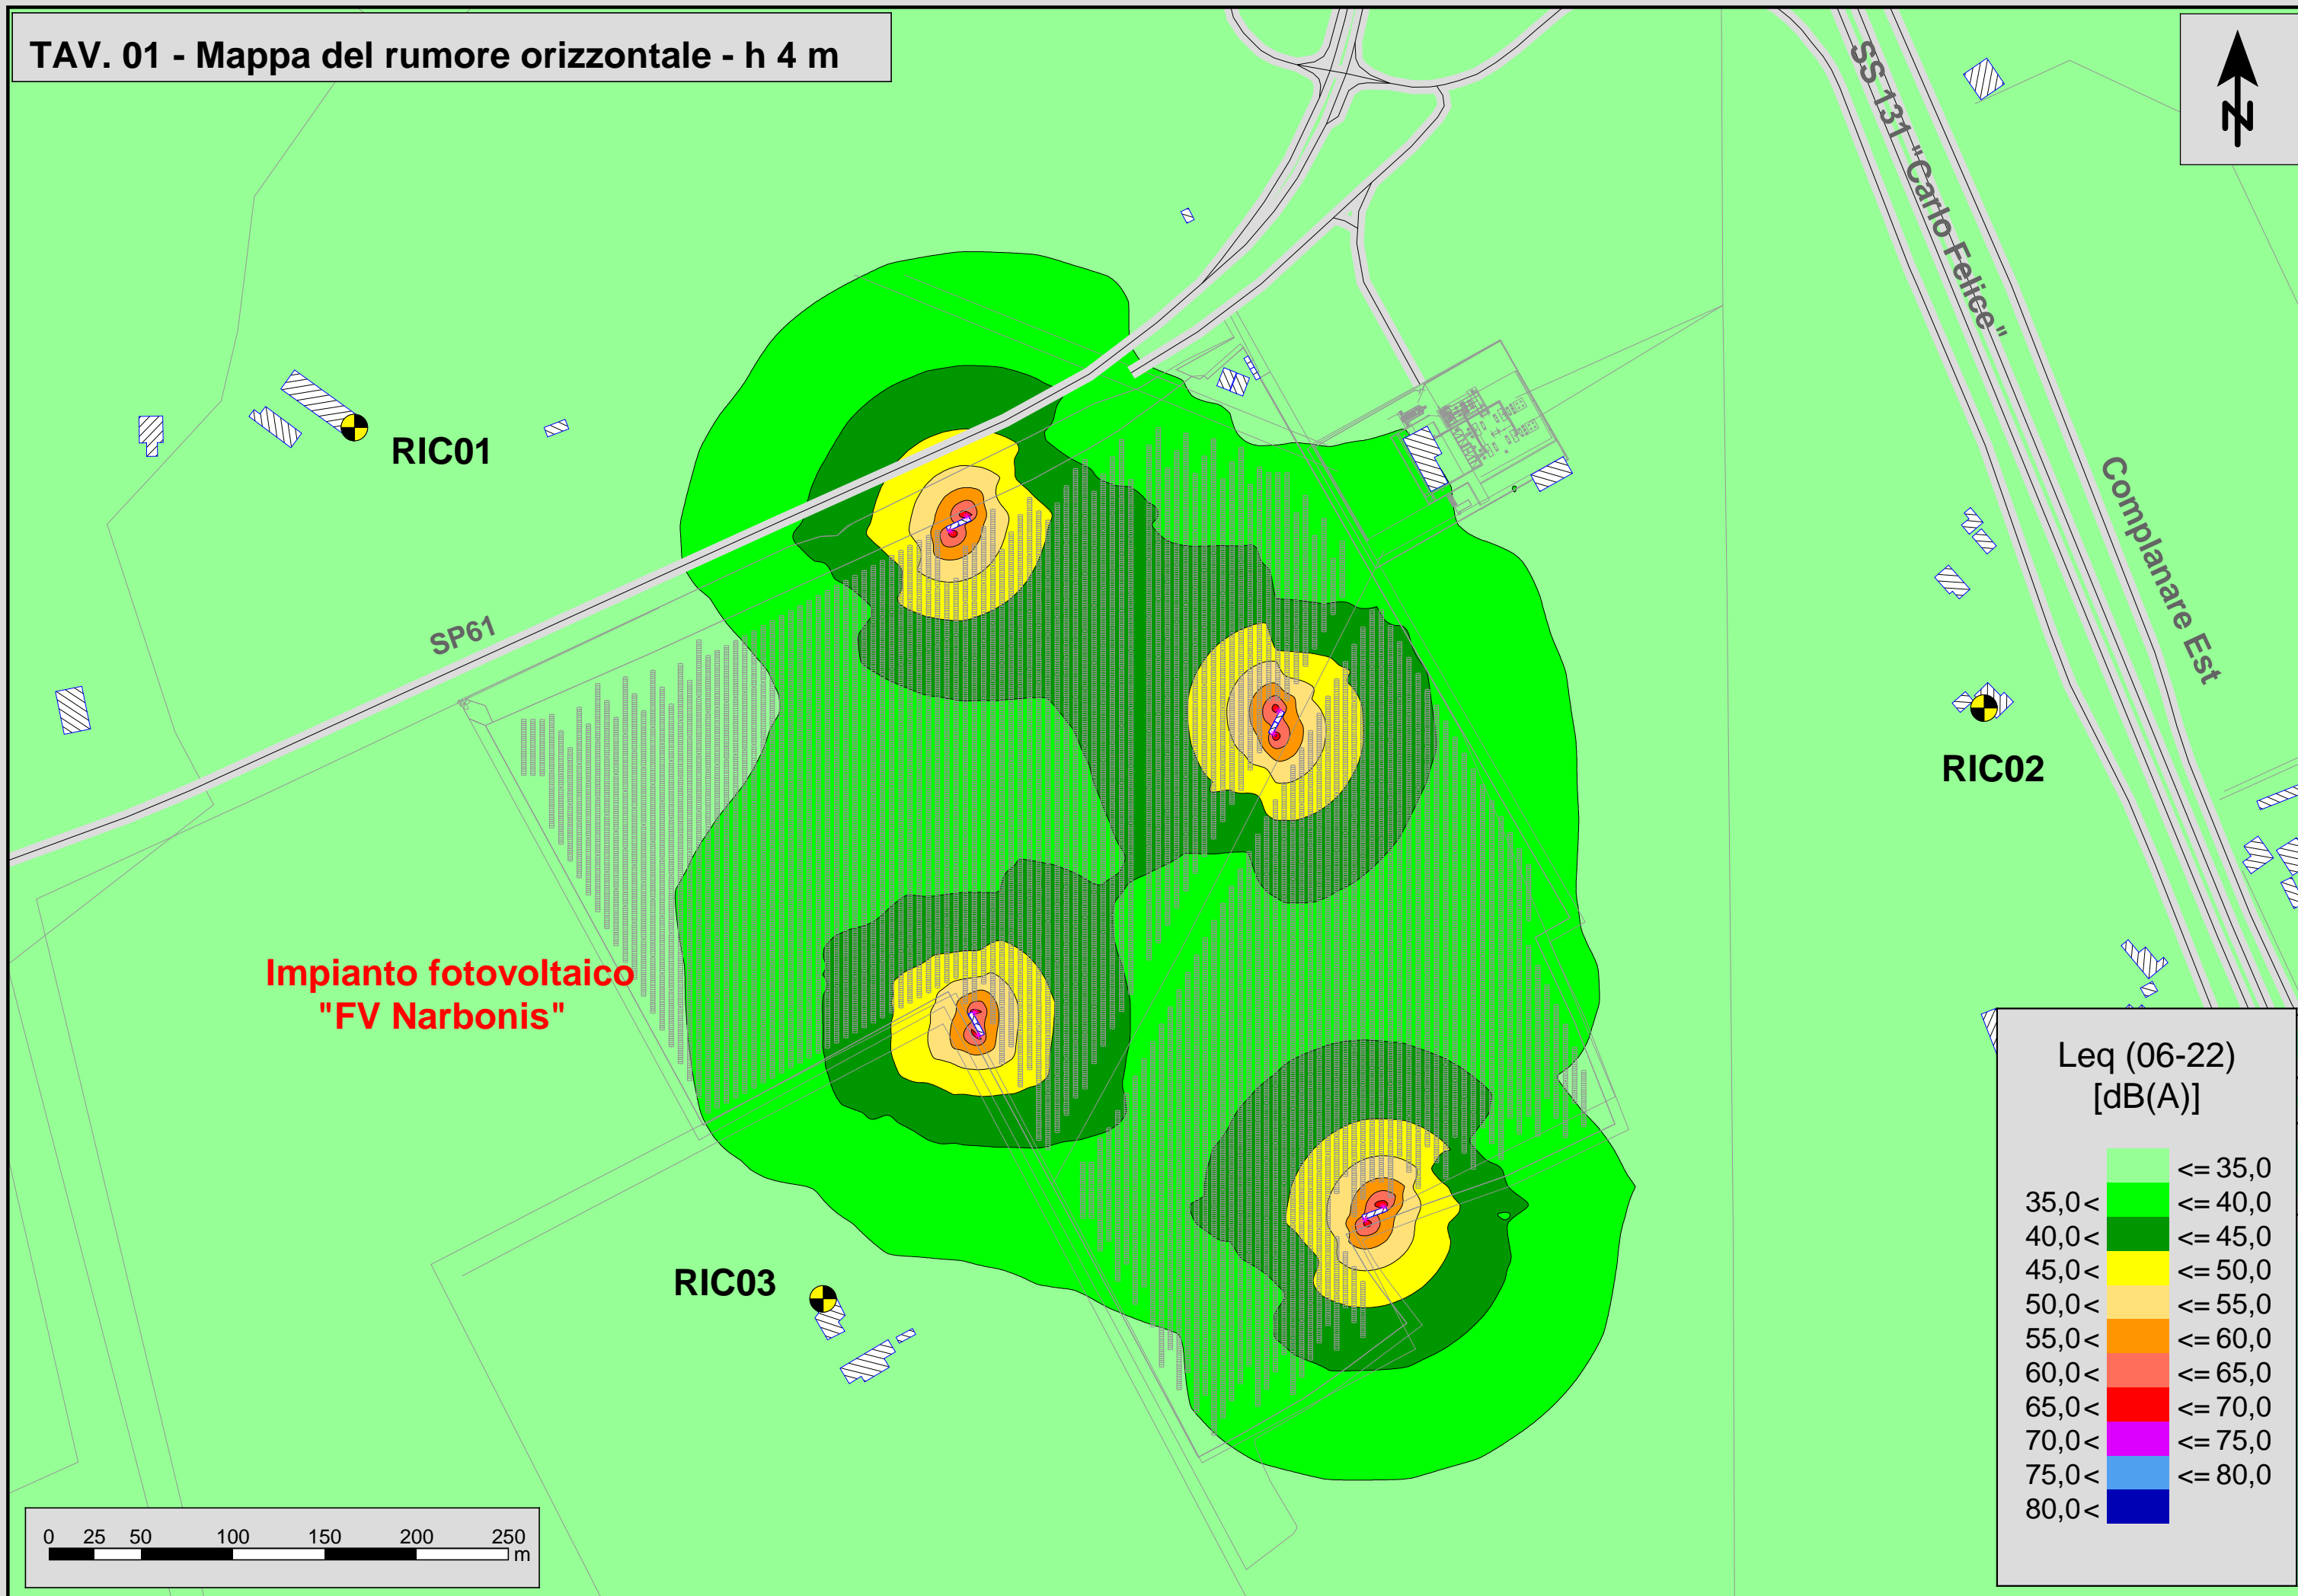 TAV. 01 - Mappa del rumore orizzontale - h 4 m
N
SS 131 "Carlo Felice"
Complanare Est
RIC01
SP61
RIC02
Impianto fotovoltaico
"FV Narbonis"
RIC03
Leq (06-22)
[dB(A)]
<= 35,0
35,0< <= 40,0
40,0< <= 45,0
45,0< <= 50,0
50,0< <= 55,0
55,0< <= 60,0
60,0< <= 65,0
65,0< <= 70,0
70,0< <= 75,0
75,0< <= 80,0
80,0<
0 25 50 100 150 200 250
m